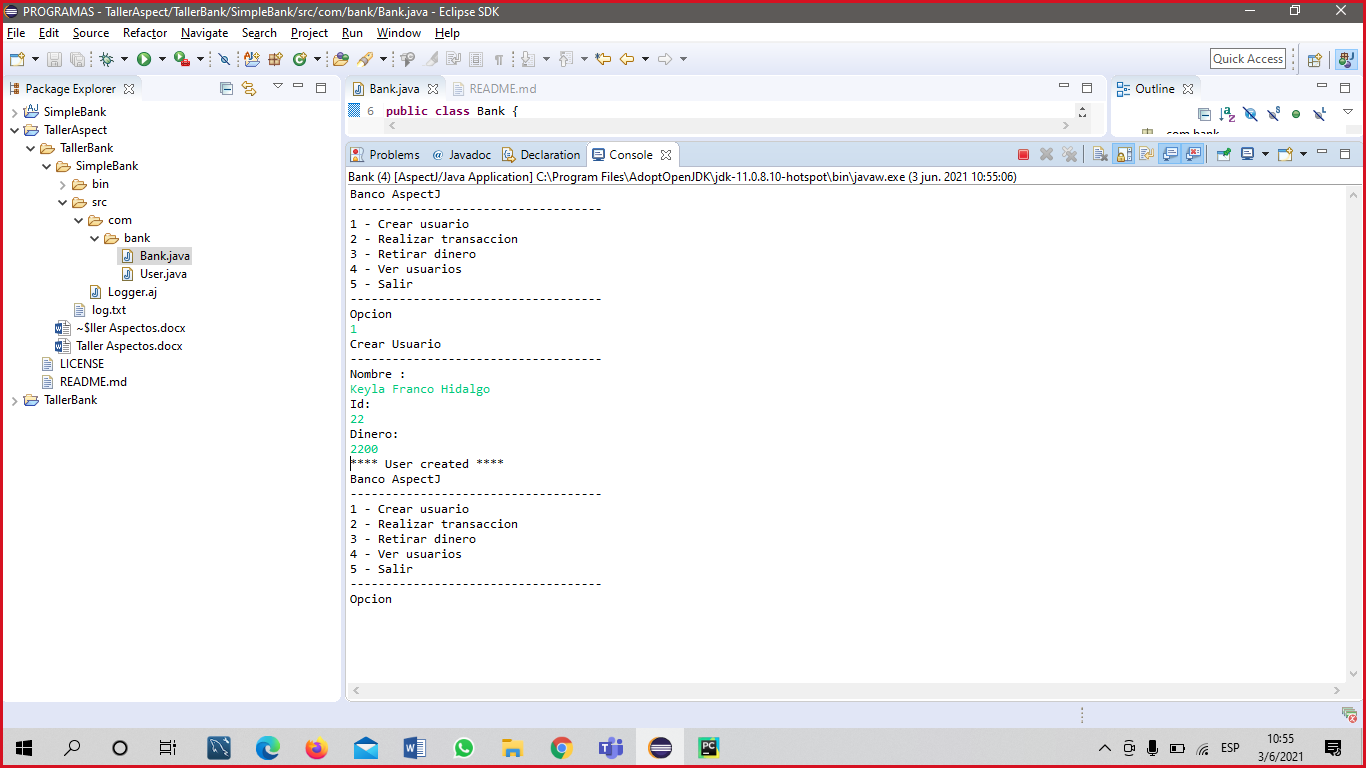 PROGRAMAS - TallerAspect/TallerBank/SimpleBank/src/com/bank/Bank.java - Eclipse SDK
File Edit Source Refactor Navigate Search Project Run Window Help
Quick Access
Package Explorer
SimpleBank
TallerAspect
TallerBank
SimpleBank
bin
src
com
bank
Bank.java
User.java
Logger.aj
log.txt
~$ller Aspectos.docx
Taller Aspectos.docx
LICENSE
README.md
TallerBank
Bank.java README.md
6 public class Bank {
Outline
com.bank
Problems @ Javadoc Declaration Console
Bank (4) [AspectJ/Java Application] C:\Program Files\AdoptOpenJDK\jdk-11.0.8.10-hotspot\bin\javaw.exe (3 jun. 2021 10:55:06)
Banco AspectJ
------------------------------------
1 - Crear usuario
2 - Realizar transaccion
3 - Retirar dinero
4 - Ver usuarios
5 - Salir
------------------------------------
Opcion
1
Crear Usuario
------------------------------------
Nombre :
Keyla Franco Hidalgo
Id:
22
Dinero:
2200
**** User created ****
Banco AspectJ
------------------------------------
1 - Crear usuario
2 - Realizar transaccion
3 - Retirar dinero
4 - Ver usuarios
5 - Salir
------------------------------------
Opcion
ESP
10:55
3/6/2021